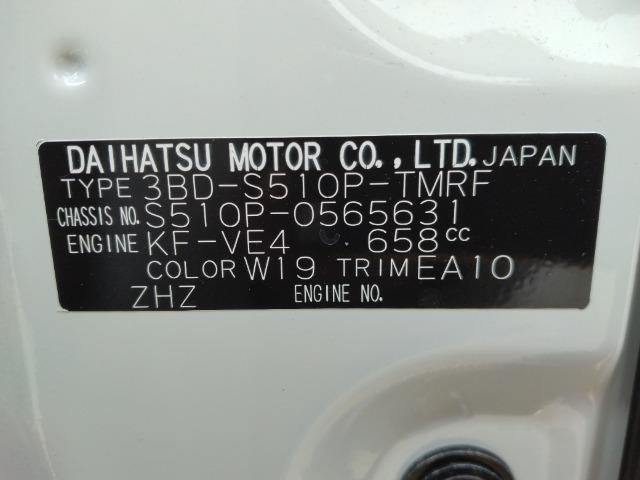 DAIHATSU MOTOR CO., LTD. JAPAN
TYPE 3BD-S510P-TMRF
CHASSIS NO. S510P-0565631
ENGINE KF-VE4 658cc
COLOR W19 TRIM EA10
ZHZ ENGINE NO.